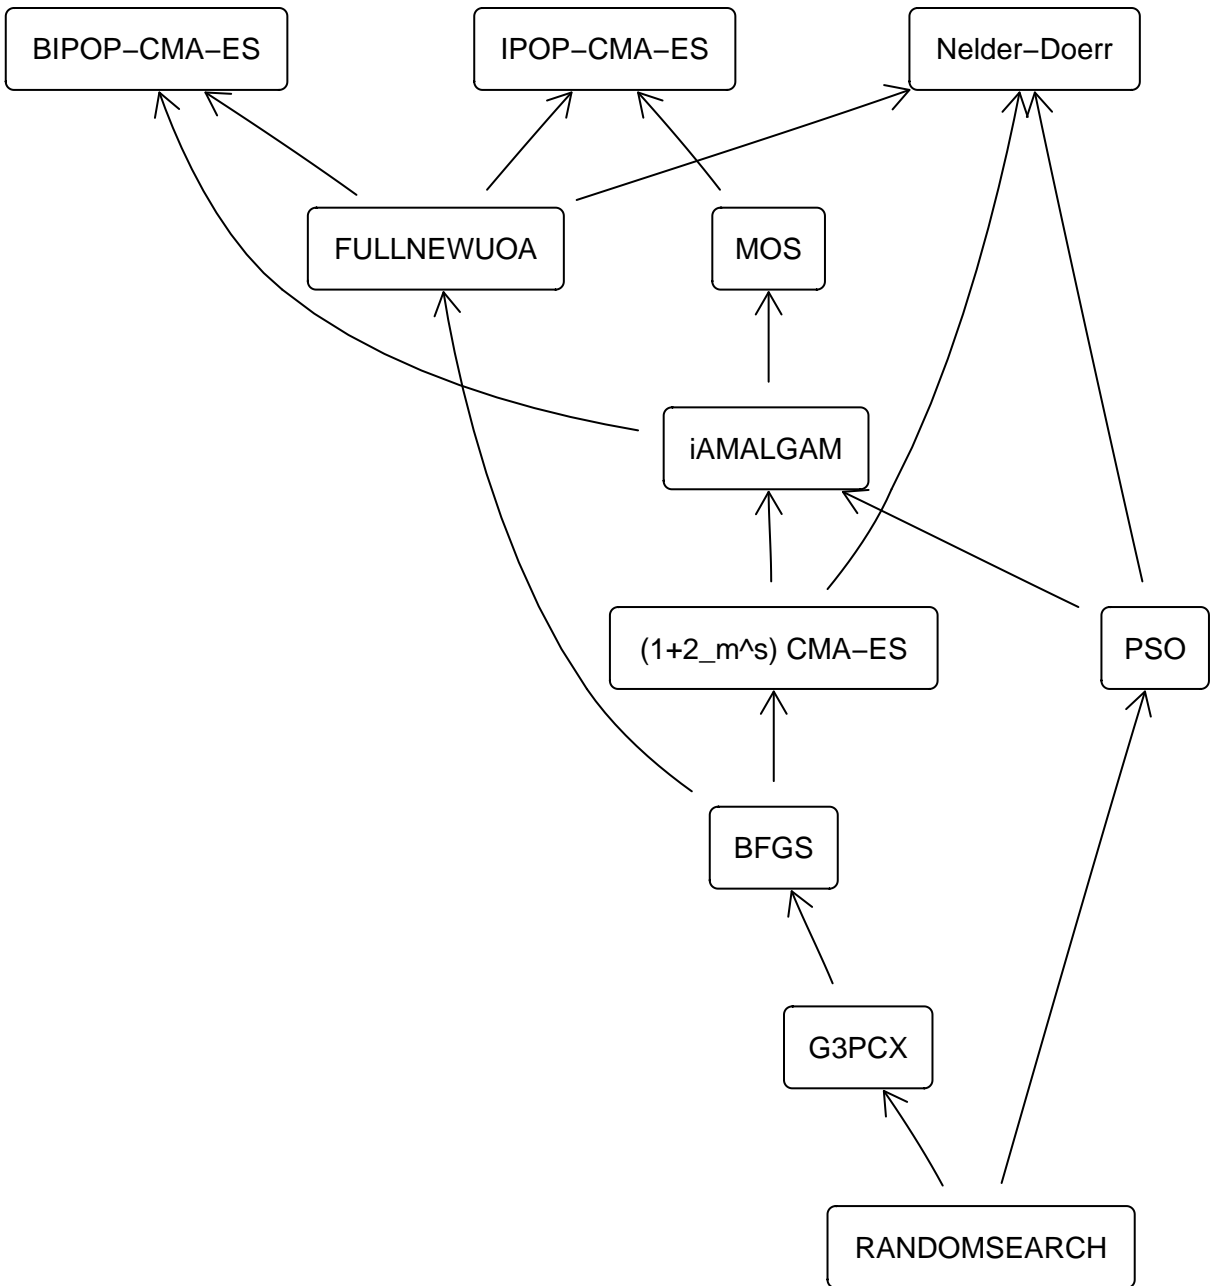 BIPOP−CMA−ES
IPOP−CMA−ES
Nelder−Doerr
FULLNEWUOA
MOS
iAMALGAM
(1+2_m^s) CMA−ES
PSO
BFGS
G3PCX
RANDOMSEARCH